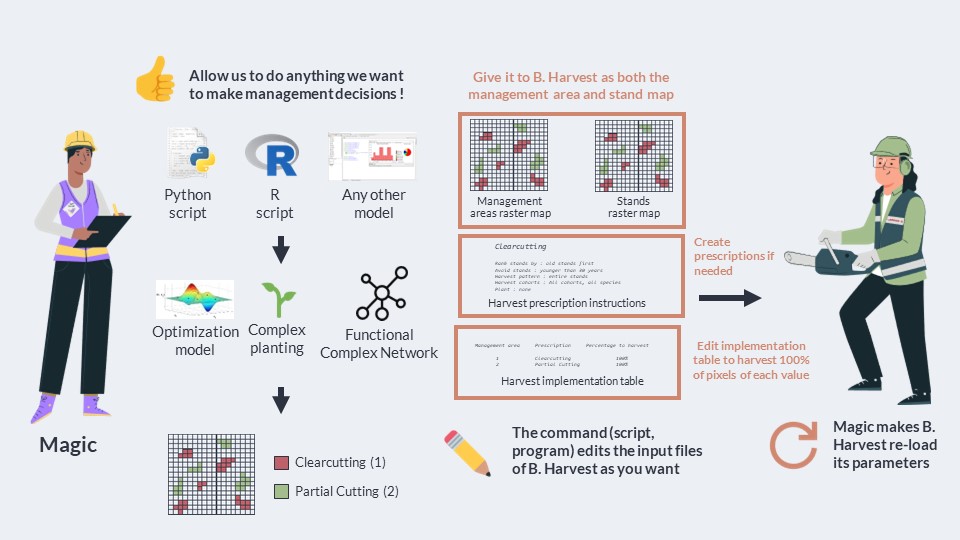 Allow us to do anything we want
to make management decisions !
Python
script
R
R
script
Any other
model
Optimization
model
Complex
planting
Functional
Complex Network
Magic
Clearcutting (1)
Partial Cutting (2)
Give it to B. Harvest as both the
management area and stand map
Management
areas raster map
Stands
raster map
Clearcutting
Rank stands by : old stands first
Avoid stands : younger than 30 years
Harvest pattern : entire stands
Harvest cohorts : All cohorts, all species
Plant : none
Harvest prescription instructions
Management area Prescription Percentage to harvest
1 Clearcutting 100%
2 Partial Cutting 100%
Harvest implementation table
The command (script,
program) edits the input files
of B. Harvest as you want
Create
prescriptions if
needed
Edit implementation
table to harvest 100%
of pixels of each value
Magic makes B.
Harvest re-load
its parameters